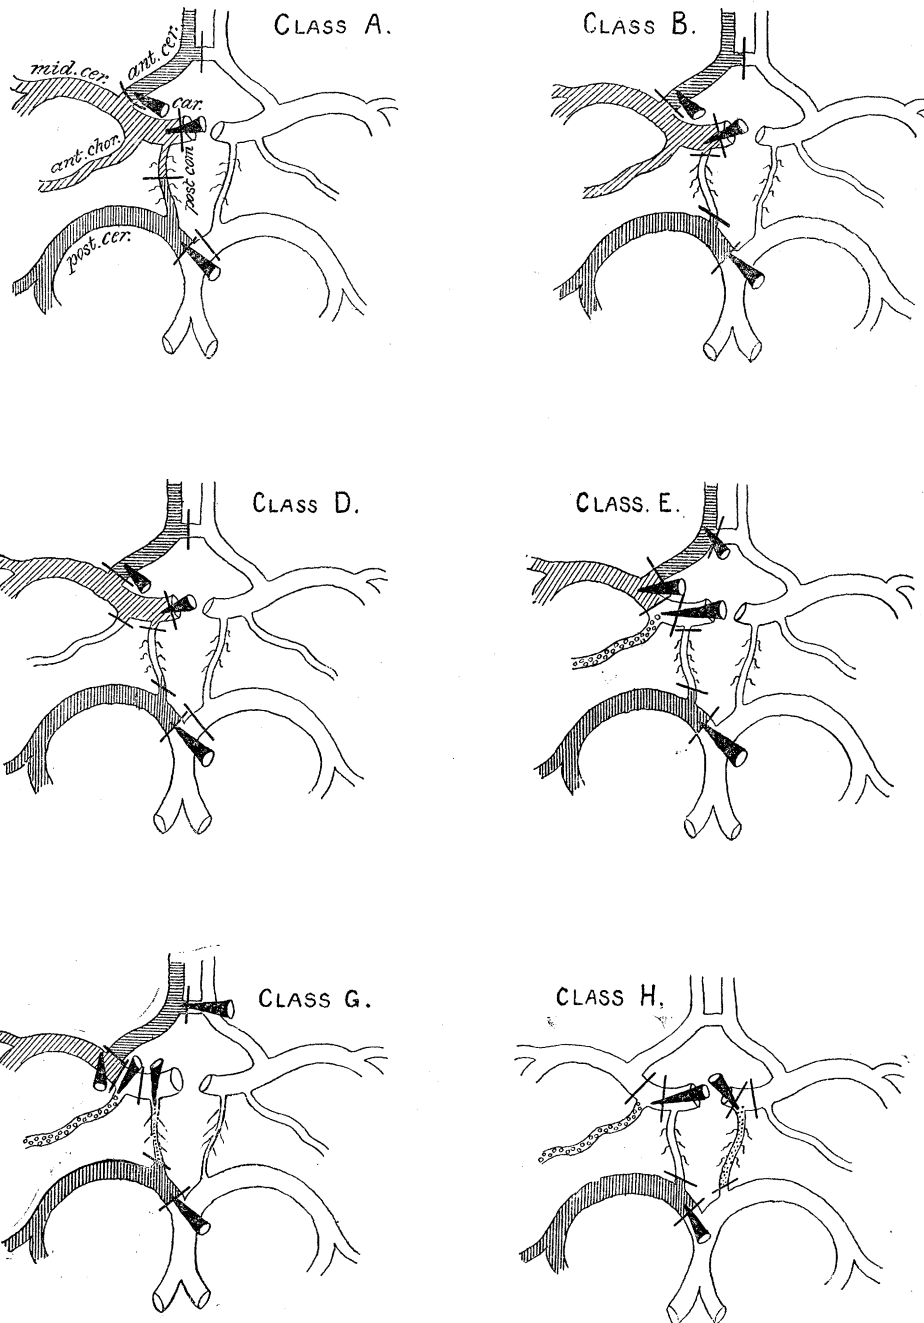 CLASS A.
ant. cer.
mid. cer.
car.
ant. chor.
post com
post. cer.
CLASS B.
CLASS D.
CLASS. E.
CLASS G.
CLASS H,